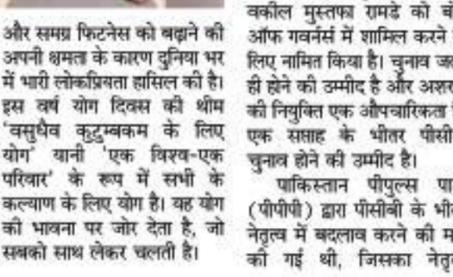 और समग्र फिटनेस को बढ़ाने की
अपनी क्षमता के कारण दुनिया भर
में भारी लोकप्रियता हासिल की है।
इस वर्ष योग दिवस की थीम
'वसुधैव कुटुम्बकम के लिए
योग' यानी 'एक विश्व-एक
परिवार' के रूप में सभी के
कल्याण के लिए योग है। यह योग
की भावना पर जोर देता है, जो
सबको साथ लेकर चलती है।
वकील मुस्तफा रामडे को
ऑफ गवर्नर्स में शामिल करने
लिए नामित किया है। चुनाव
ही होने की उम्मीद है और
की नियुक्ति एक औपचारिकता
एक सप्ताह के भीतर
चुनाव होने की उम्मीद है।
पाकिस्तान पीपुल्स
(पीपीपी) द्वारा पीसीबी के
नेतृत्व में बदलाव करने की
की गई थी, जिसका